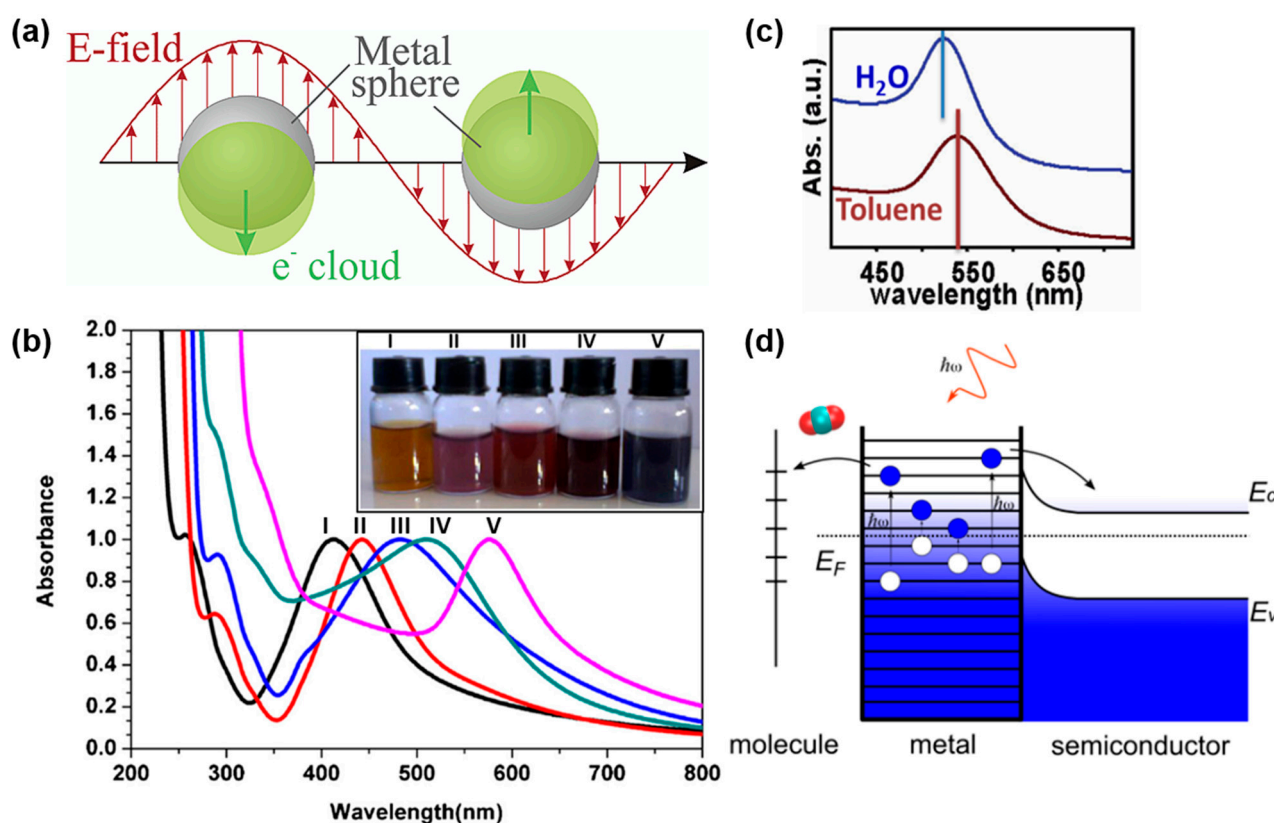 (a)
E-field
Metal
sphere
e⁻ cloud
(c)
H₂O
Toluene
Abs. (a.u.)
450 550 650
wavelength (nm)
(b)
2.0
1.8
1.6
1.4
1.2
1.0
0.8
0.6
0.4
0.2
0.0
Absorbance
I II III IV V
I II III IV V
200 300 400 500 600 700 800
Wavelength(nm)
(d)
ħω
ħω
ħω
E_F
molecule metal semiconductor